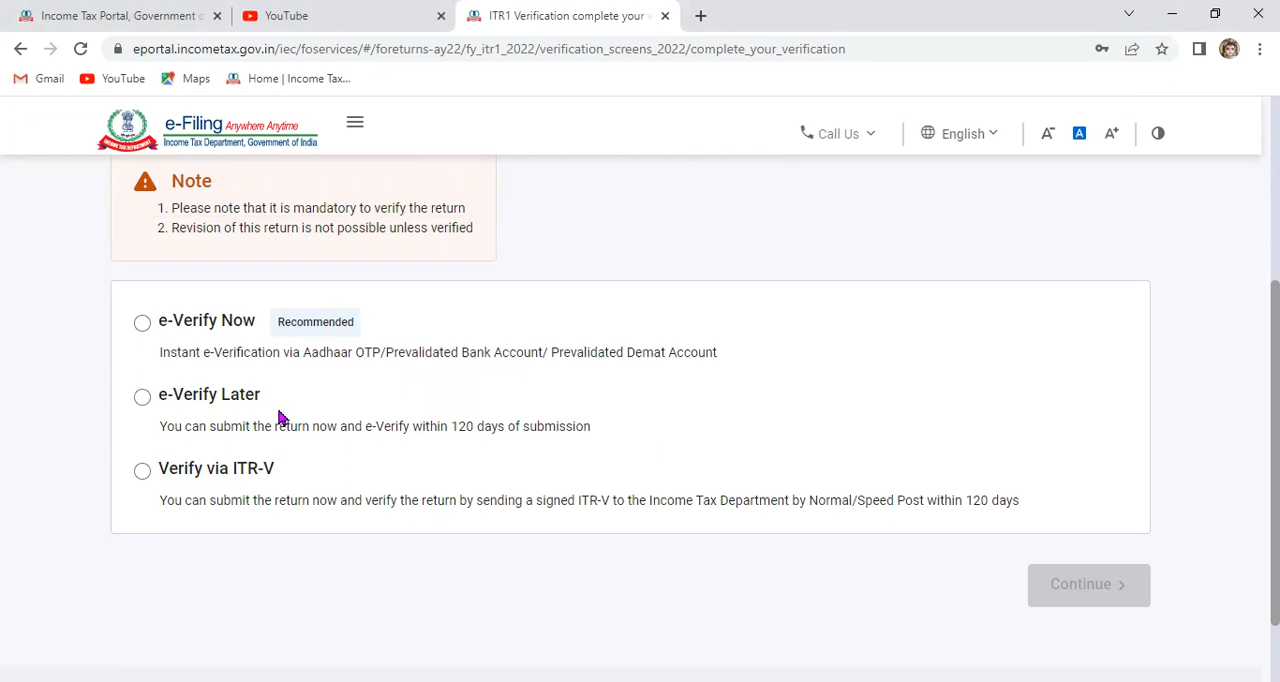 Income Tax Portal, Government o
YouTube
ITR1 Verification complete your v
eportal.incometax.gov.in/iec/foservices/#/foreturns-ay22/fy_itr1_2022/verification_screens_2022/complete_your_verification
Gmail
YouTube
Maps
Home | Income Tax...
e-Filing Anywhere Anytime
Income Tax Department, Government of India
Call Us
English
A-
A
A+
Note
1. Please note that it is mandatory to verify the return
2. Revision of this return is not possible unless verified
e-Verify Now
Recommended
Instant e-Verification via Aadhaar OTP/Prevalidated Bank Account/ Prevalidated Demat Account
e-Verify Later
You can submit the return now and e-Verify within 120 days of submission
Verify via ITR-V
You can submit the return now and verify the return by sending a signed ITR-V to the Income Tax Department by Normal/Speed Post within 120 days
Continue